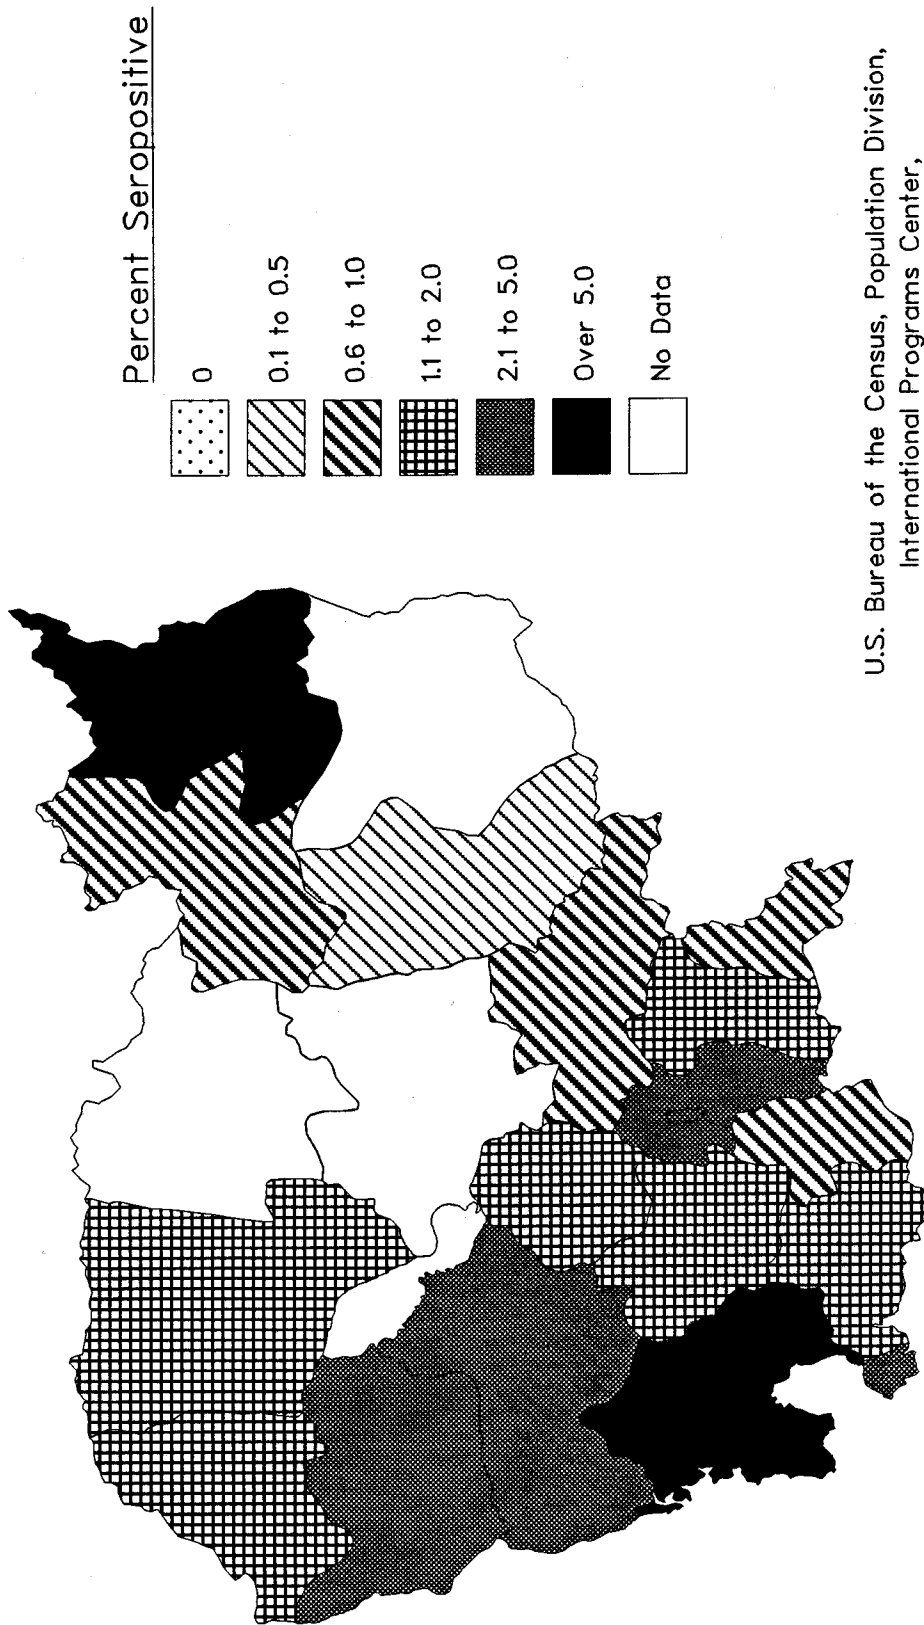 Percent Seropositive
0
0.1 to 0.5
0.6 to 1.0
1.1 to 2.0
2.1 to 5.0
Over 5.0
No Data
U.S. Bureau of the Census, Population Division,
International Programs Center,